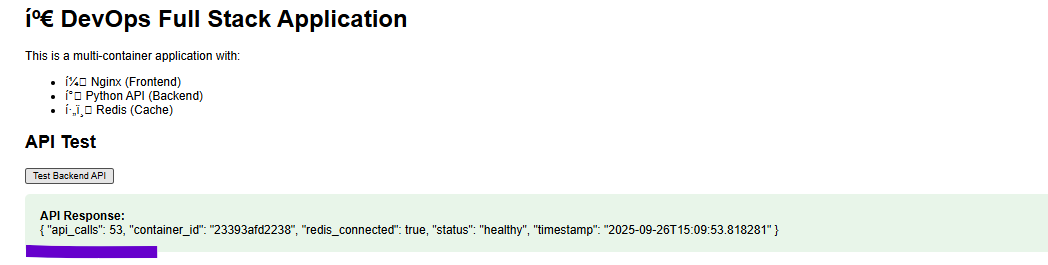 íº€ DevOps Full Stack Application
This is a multi-container application with:
í¼ Nginx (Frontend)
í° Python API (Backend)
í·„ï¸ Redis (Cache)
API Test
Test Backend API
API Response:
{ "api_calls": 53, "container_id": "23393afd2238", "redis_connected": true, "status": "healthy", "timestamp": "2025-09-26T15:09:53.818281" }